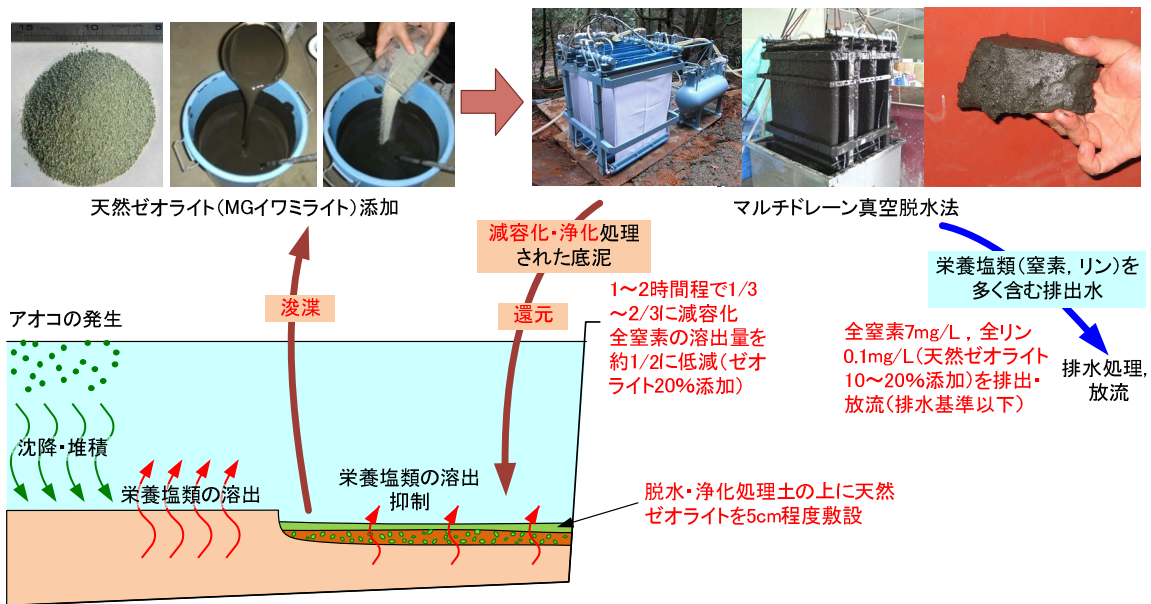 15
天然ゼオライト(MGイワミライト)添加
マルチドレーン真空脱水法
減容化・浄化処理
された底泥
栄養塩類(窒素,リン)を
多く含む排出水
浚渫
還元
1~2時間程で1/3
~2/3に減容化
全窒素の溶出量を
約1/2に低減(ゼオ
ライト20%添加)
全窒素7mg/L,全リン
0.1mg/L(天然ゼオライト
10~20%添加)を排出・
放流(排水基準以下)
排水処理,
放流
アオコの発生
沈降・堆積
栄養塩類の溶出
栄養塩類の溶出
抑制
脱水・浄化処理土の上に天然
ゼオライトを5cm程度敷設